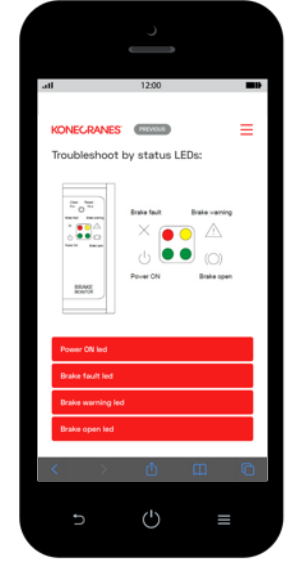 12:00
KONECRANES
PREVIOUS
Troubleshoot by status LEDs:
Brake fault
Brake warning
Power ON
Brake open
BRAKE
MONITOR
Power ON led
Brake fault led
Brake warning led
Brake open led